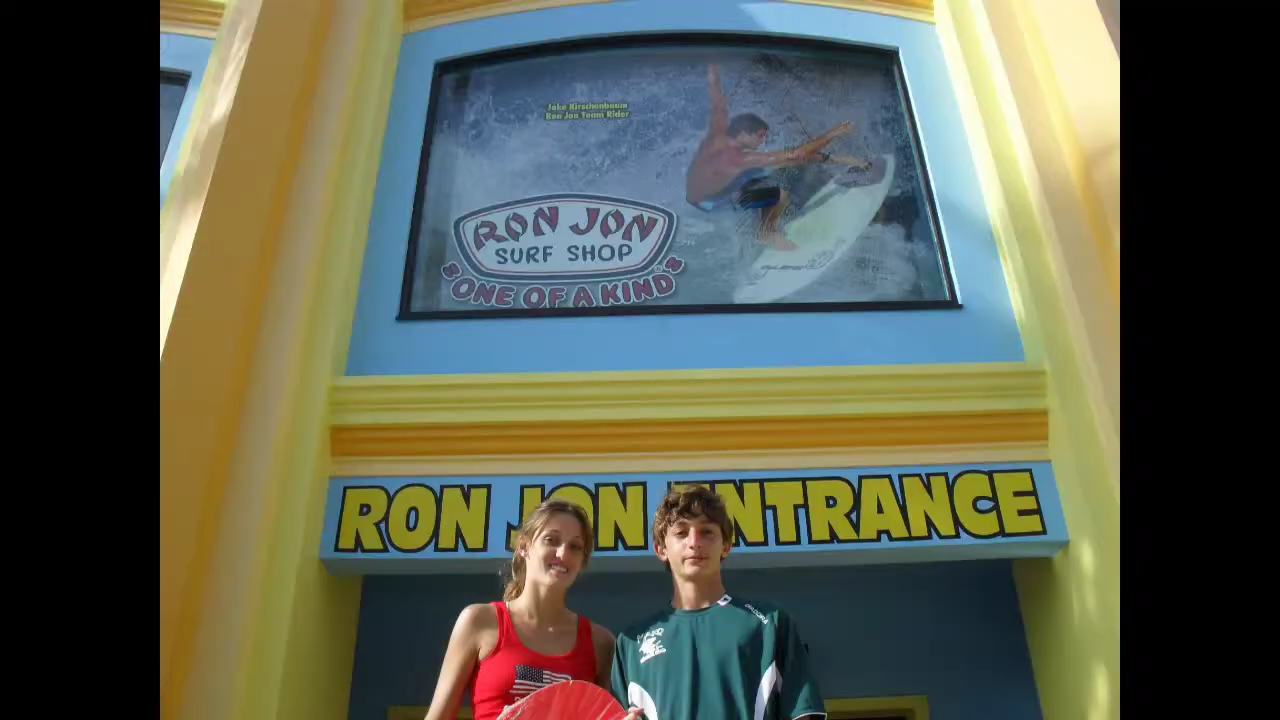 Jake Kirschenbaum
Ron Jon Team Rider
RON JON
SURF SHOP
ONE OF A KIND
RON JON ENTRANCE